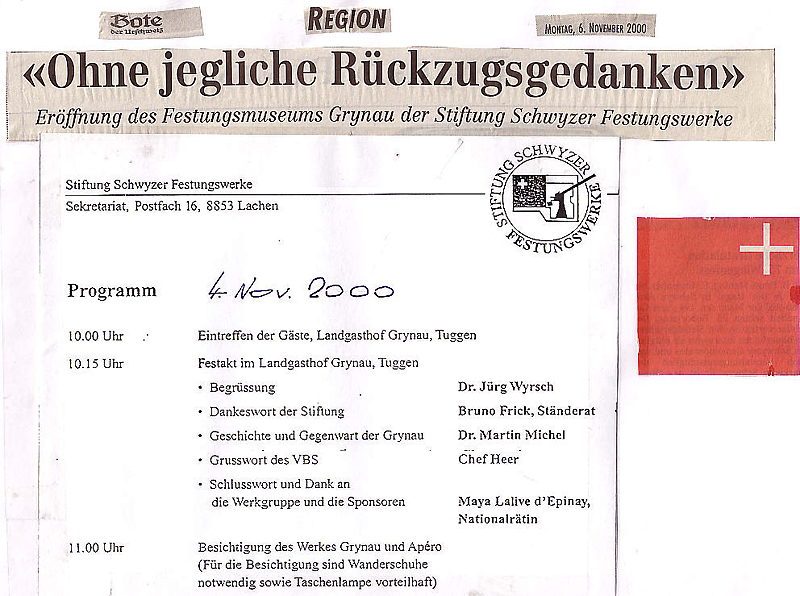 Bote
der Urschweiz
REGION
MONTAG, 6. NOVEMBER 2000
«Ohne jegliche Rückzugsgedanken»
Eröffnung des Festungsmuseums Grynau der Stiftung Schwyzer Festungswerke
Stiftung Schwyzer Festungswerke
Sekretariat, Postfach 16, 8853 Lachen
STIFTUNG SCHWYZER FESTUNGSWERKE
Programm 4. Nov. 2000
10.00 Uhr Eintreffen der Gäste, Landgasthof Grynau, Tuggen
10.15 Uhr Festakt im Landgasthof Grynau, Tuggen
• Begrüssung Dr. Jürg Wyrsch
• Dankeswort der Stiftung Bruno Frick, Ständerat
• Geschichte und Gegenwart der Grynau Dr. Martin Michel
• Grusswort des VBS Chef Heer
• Schlusswort und Dank an
die Werkgruppe und die Sponsoren Maya Lalive d'Epinay,
Nationalrätin
11.00 Uhr Besichtigung des Werkes Grynau und Apéro
(Für die Besichtigung sind Wanderschuhe
notwendig sowie Taschenlampe vorteilhaft)